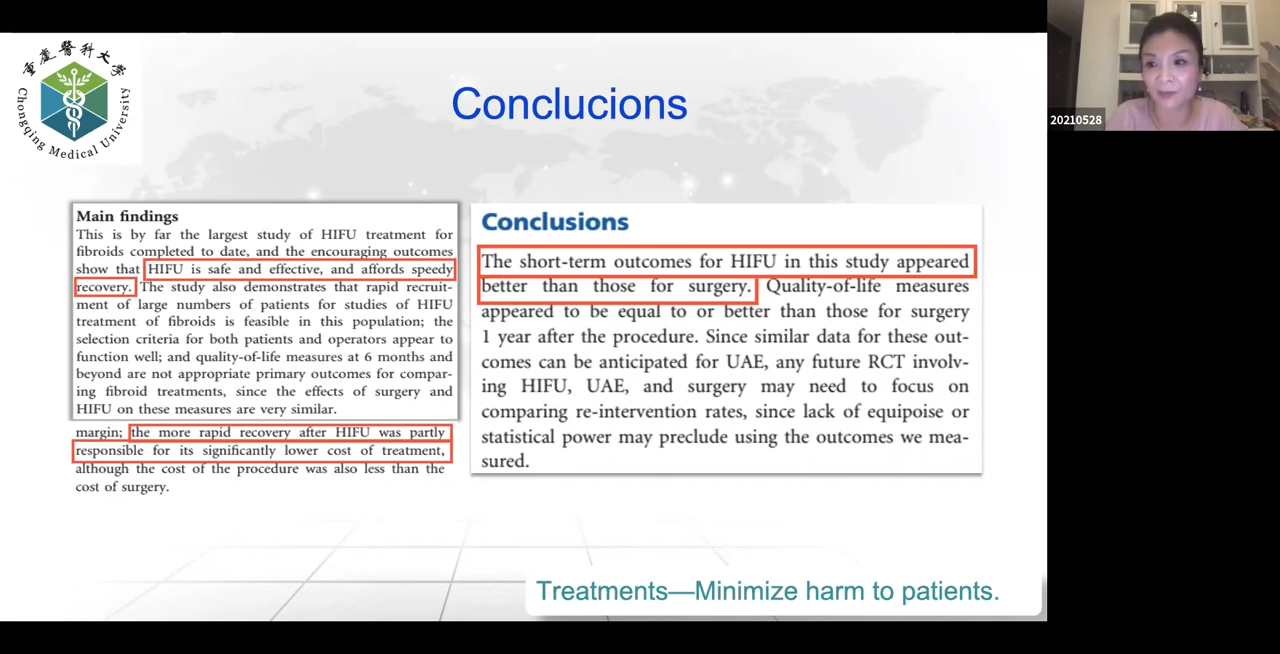 重慶醫科大學
Chongqing Medical University
Conclucions
20210528
Main findings
This is by far the largest study of HIFU treatment for
fibroids completed to date, and the encouraging outcomes
show that HIFU is safe and effective, and affords speedy
recovery. The study also demonstrates that rapid recruit-
ment of large numbers of patients for studies of HIFU
treatment of fibroids is feasible in this population; the
selection criteria for both patients and operators appear to
function well; and quality-of-life measures at 6 months and
beyond are not appropriate primary outcomes for compar-
ing fibroid treatments, since the effects of surgery and
HIFU on these measures are very similar.
margin; the more rapid recovery after HIFU was partly
responsible for its significantly lower cost of treatment,
although the cost of the procedure was also less than the
cost of surgery.
Conclusions
The short-term outcomes for HIFU in this study appeared
better than those for surgery. Quality-of-life measures
appeared to be equal to or better than those for surgery
1 year after the procedure. Since similar data for these out-
comes can be anticipated for UAE, any future RCT involv-
ing HIFU, UAE, and surgery may need to focus on
comparing re-intervention rates, since lack of equipoise or
statistical power may preclude using the outcomes we mea-
sured.
Treatments—Minimize harm to patients.